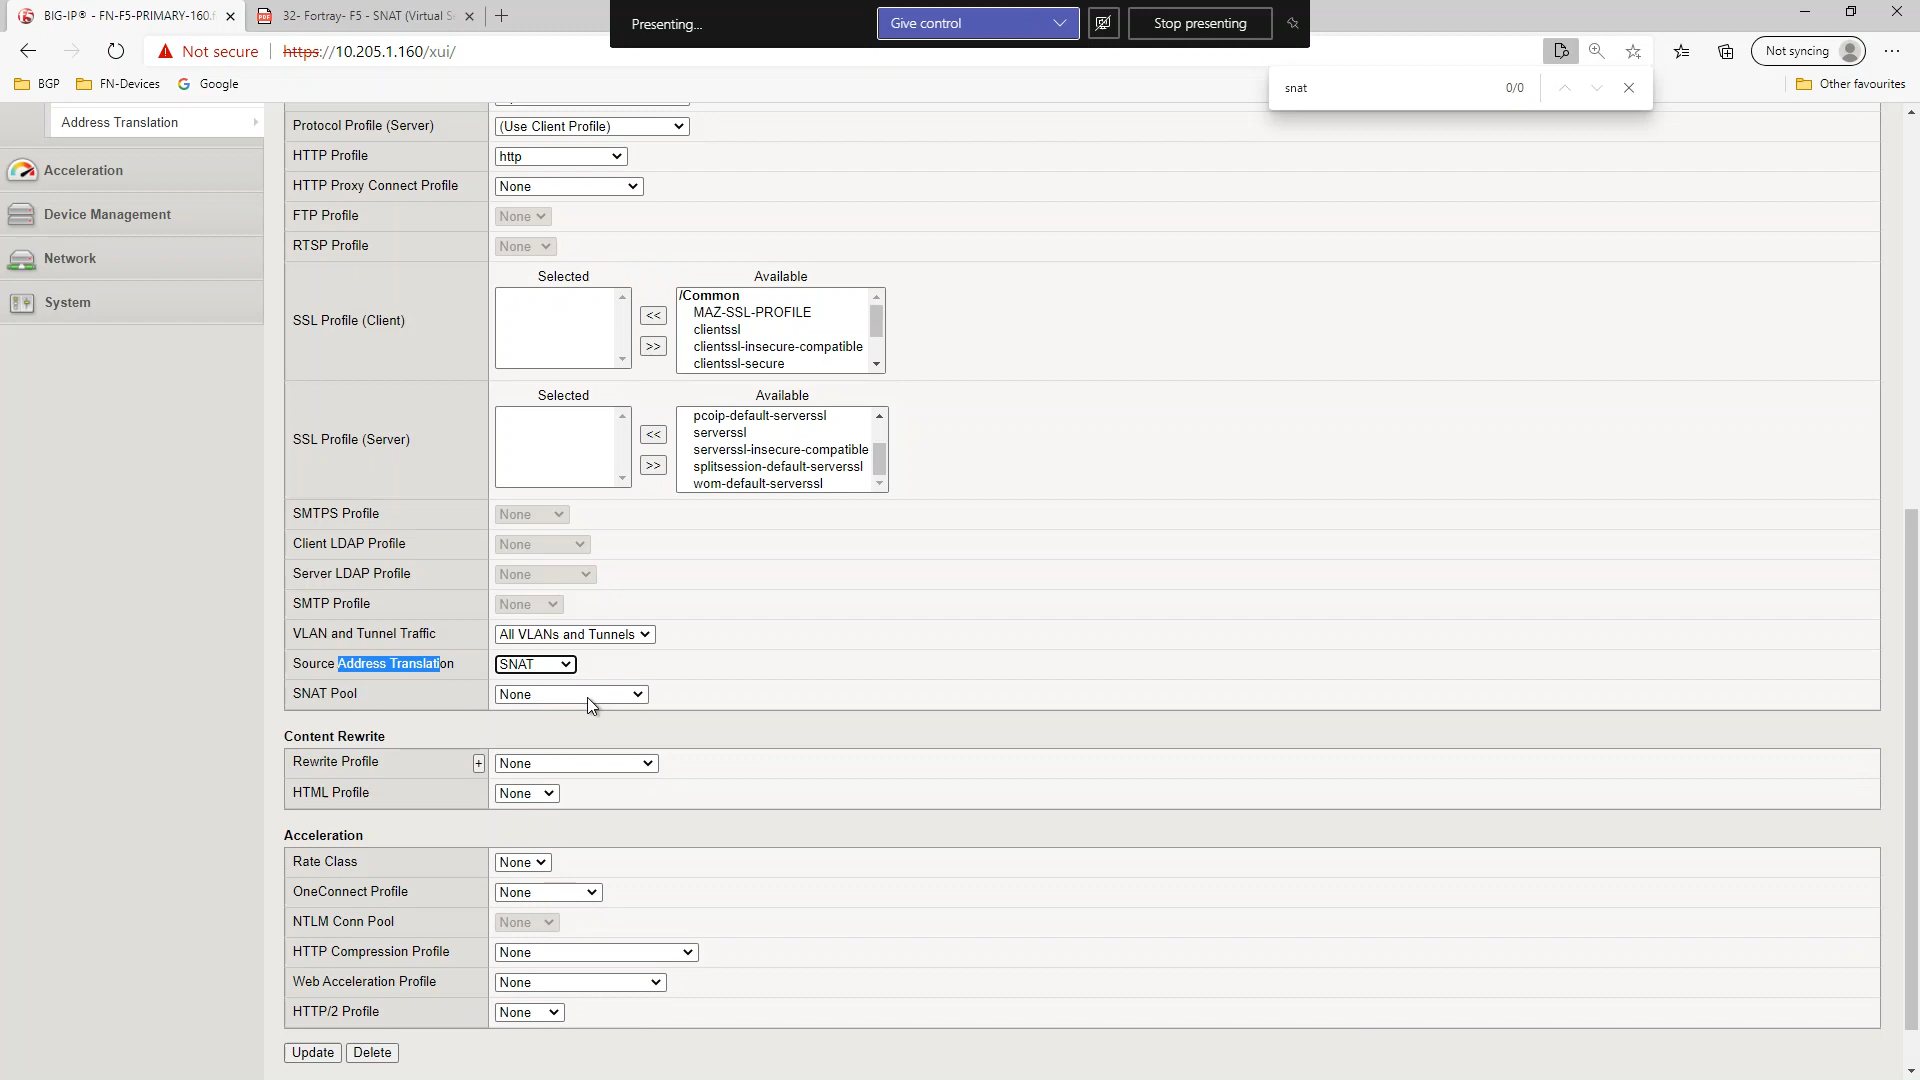 BIG-IP® - FN-F5-PRIMARY-160.f
32- Fortray- F5 - SNAT (Virtual Se
Presenting...
Give control
Stop presenting
Not secure
https://10.205.1.160/xui/
Not syncing
BGP
FN-Devices
Google
snat
0/0
Other favourites
Address Translation
Acceleration
Device Management
Network
System
Protocol Profile (Server)
(Use Client Profile)
HTTP Profile
http
HTTP Proxy Connect Profile
None
FTP Profile
None
RTSP Profile
None
Selected
Available
SSL Profile (Client)
<<
>>
/Common
MAZ-SSL-PROFILE
clientssl
clientssl-insecure-compatible
clientssl-secure
Selected
Available
SSL Profile (Server)
<<
>>
pcoip-default-serverssl
serverssl
serverssl-insecure-compatible
splitsession-default-serverssl
wom-default-serverssl
SMTPS Profile
None
Client LDAP Profile
None
Server LDAP Profile
None
SMTP Profile
None
VLAN and Tunnel Traffic
All VLANs and Tunnels
Source Address Translation
SNAT
SNAT Pool
None
Content Rewrite
Rewrite Profile
+
None
HTML Profile
None
Acceleration
Rate Class
None
OneConnect Profile
None
NTLM Conn Pool
None
HTTP Compression Profile
None
Web Acceleration Profile
None
HTTP/2 Profile
None
Update
Delete